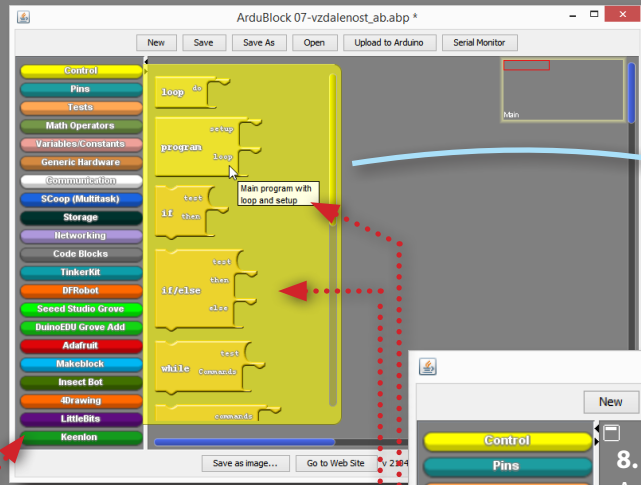 ArduBlock 07-vzdalenost_ab.abp *
New Save Save As Open Upload to Arduino Serial Monitor
Control
Pins
Tests
Math Operators
Variables/Constants
Generic Hardware
Communication
SCoop (Multitask)
Storage
Networking
Code Blocks
TinkerKit
DFRobot
Seeed Studio Grove
DuinoEDU Grove Add
Adafruit
Makeblock
Insect Bot
4Drawing
LittleBits
Keenlon
loop do
program setup
loop
Main program with
loop and setup
if test
then
if/else test
then
else
while test
Commands
commands
Main
Save as image... Go to Web Site
New
Control
Pins
8.